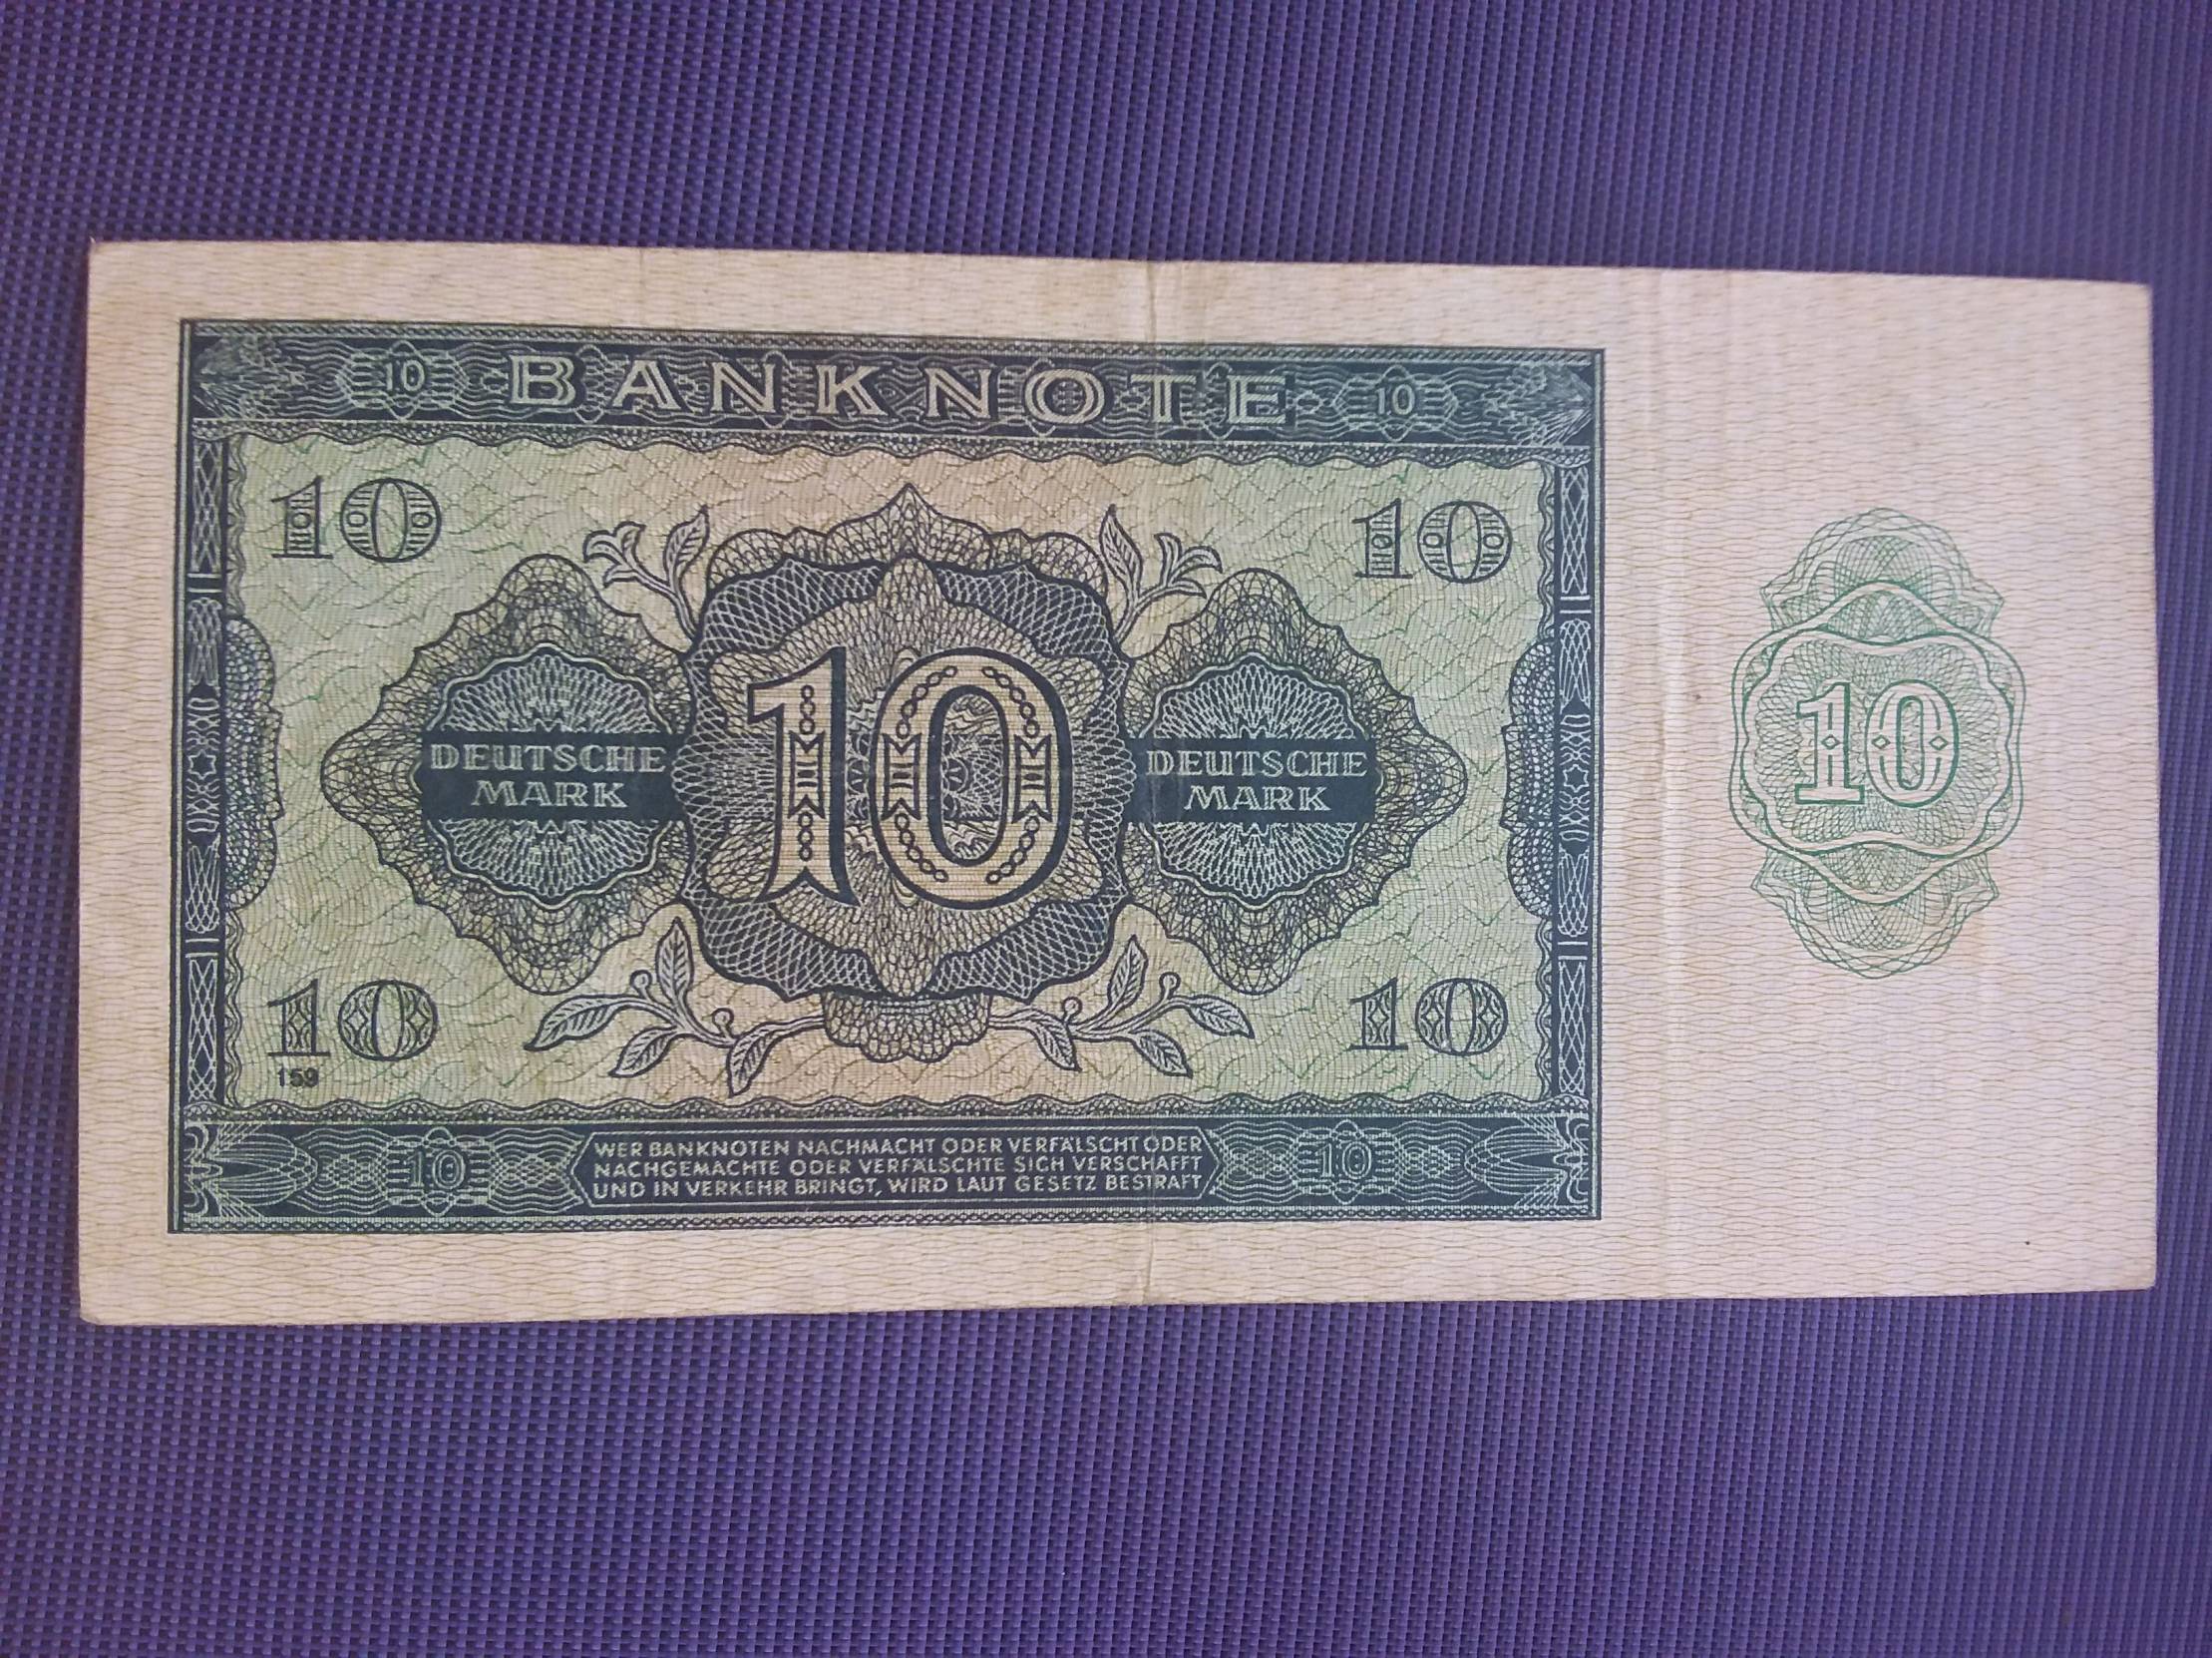 10 BANKNOTE 10
10 10
DEUTSCHE
MARK
10
DEUTSCHE
MARK
10
10 10
159
10
WER BANKNOTEN NACHMACHT ODER VERFÄLSCHT ODER
NACHGEMACHTE ODER VERFÄLSCHTE SICH VERSCHAFFT
UND IN VERKEHR BRINGT, WIRD LAUT GESETZ BESTRAFT
10